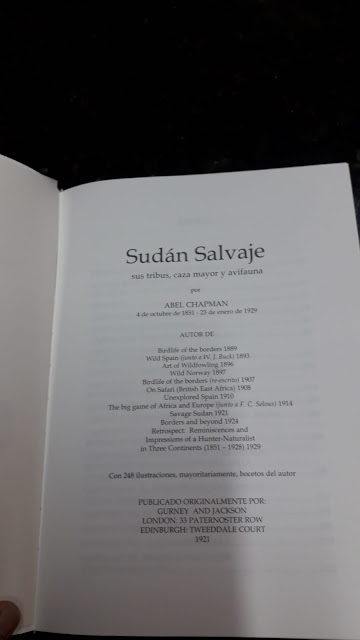 Sudán Salvaje
sus tribus, caza mayor y avifauna
por
ABEL CHAPMAN
4 de octubre de 1851 - 23 de enero de 1929
AUTOR DE
Birdlife of the borders 1889
Wild Spain (junto a W. J. Buck) 1893
Art of Wildfowling 1896
Wild Norway 1897
Birdlife of the borders (re-escrito) 1907
On Safari (British East Africa) 1908
Unexplored Spain 1910
The big game of Africa and Europe (junto a F. C. Selous) 1914
Savage Sudan 1921
Borders and beyond 1924
Retrospect: Reminiscences and
Impressions of a Hunter-Naturalist
in Three Continents (1851 – 1928) 1929
Con 248 ilustraciones, mayoritariamente, bocetos del autor
PUBLICADO ORIGINALMENTE POR:
GURNEY AND JACKSON
LONDON: 33 PATERNOSTER ROW
EDINBURGH: TWEEDDALE COURT
1921